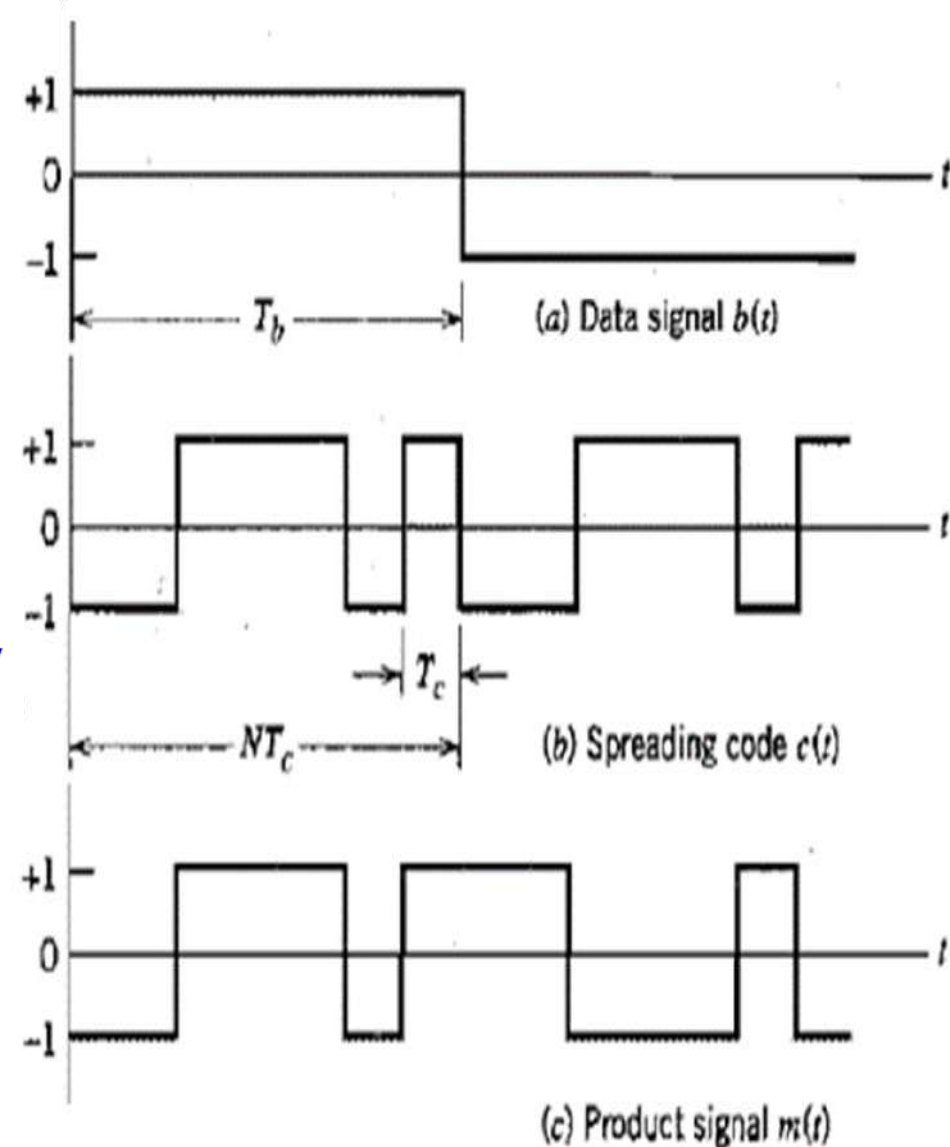 +1
0
t
-1
T_b
(a) Data signal b(t)
+1
0
t
-1
T_c
NT_c
(b) Spreading code c(t)
+1
0
t
-1
(c) Product signal m(t)